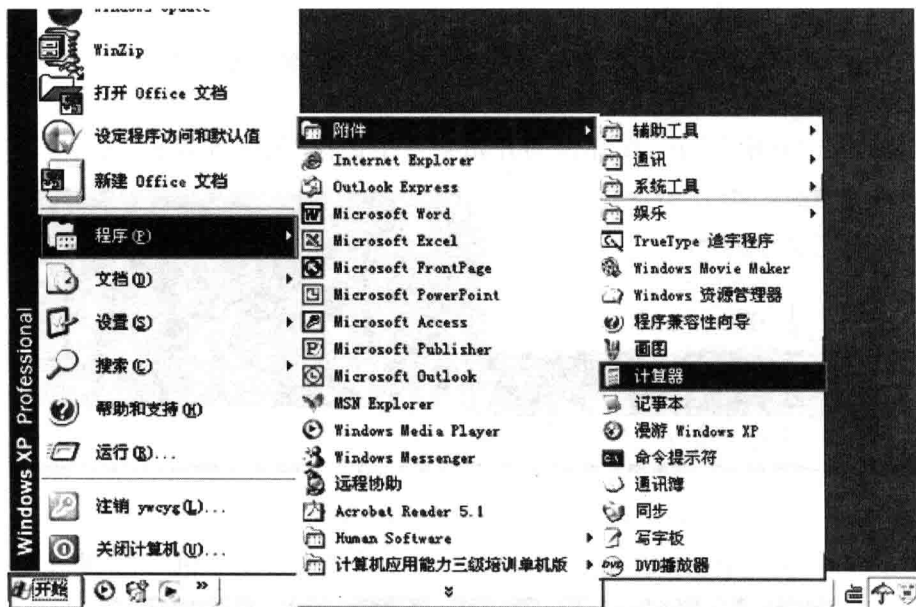 Windows Update
WinZip
打开 Office 文档
设定程序访问和默认值
新建 Office 文档
程序(P)
文档(D)
设置(S)
搜索(C)
帮助和支持(H)
运行(R)...
注销 ywcyg(L)...
关闭计算机(U)...
Windows XP Professional
附件
Internet Explorer
Outlook Express
Microsoft Word
Microsoft Excel
Microsoft FrontPage
Microsoft PowerPoint
Microsoft Access
Microsoft Publisher
Microsoft Outlook
MSN Explorer
Windows Media Player
Windows Messenger
远程协助
Acrobat Reader 5.1
Human Software
计算机应用能力三级培训单机版
辅助工具
通讯
系统工具
娱乐
TrueType 造字程序
Windows Movie Maker
Windows 资源管理器
程序兼容性向导
画图
计算器
记事本
漫游 Windows XP
命令提示符
通讯簿
同步
写字板
DVD播放器
开始